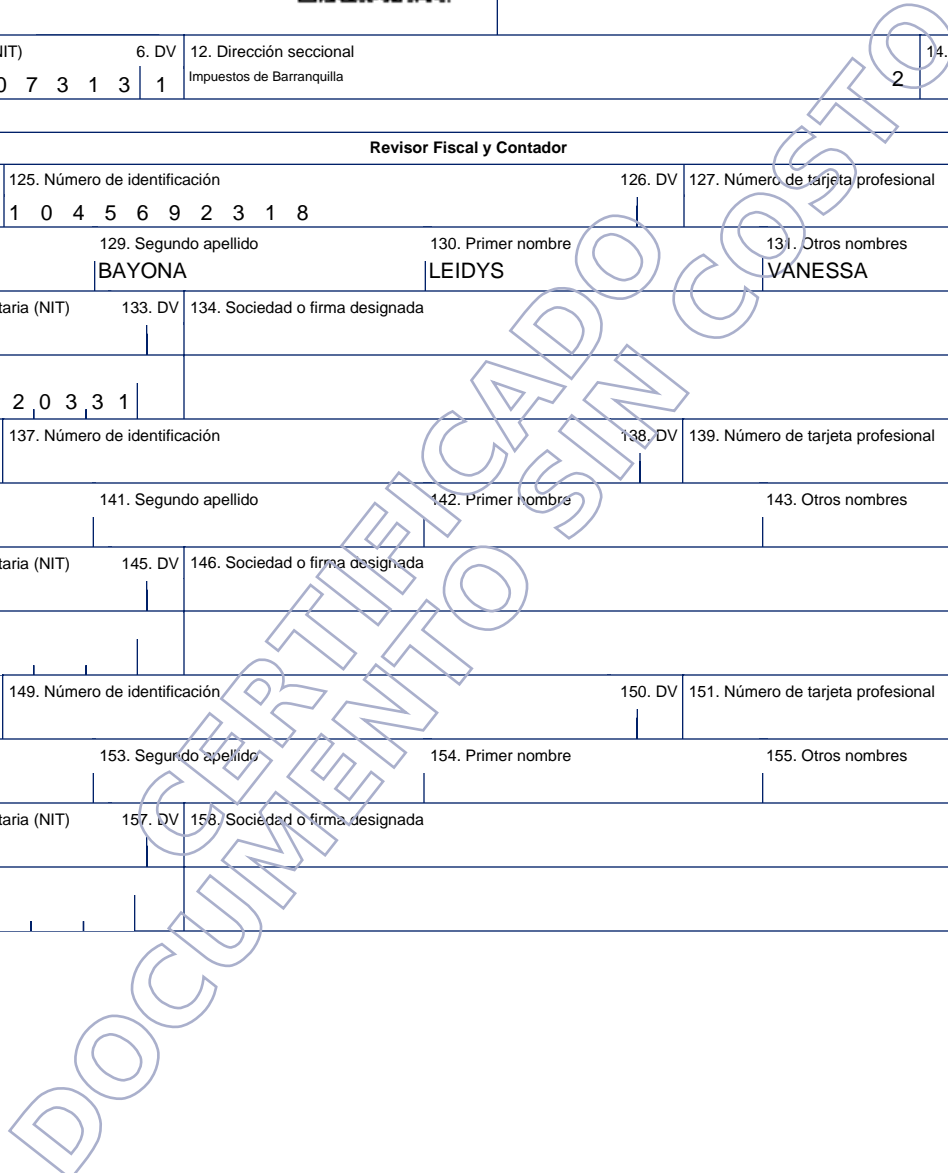 IT) 6. DV 12. Dirección seccional 14.
0 7 3 1 3 1 Impuestos de Barranquilla 2
Revisor Fiscal y Contador
125. Número de identificación 126. DV 127. Número de tarjeta profesional
1 0 4 5 6 9 2 3 1 8
129. Segundo apellido 130. Primer nombre 131. Otros nombres
BAYONA LEIDYS VANESSA
taria (NIT) 133. DV 134. Sociedad o firma designada
2 0 3 3 1
137. Número de identificación 138. DV 139. Número de tarjeta profesional
141. Segundo apellido 142. Primer nombre 143. Otros nombres
taria (NIT) 145. DV 146. Sociedad o firma designada
149. Número de identificación 150. DV 151. Número de tarjeta profesional
153. Segundo apellido 154. Primer nombre 155. Otros nombres
taria (NIT) 157. DV 158. Sociedad o firma designada
CERTIFICADO
DOCUMENTO SIN COSTO